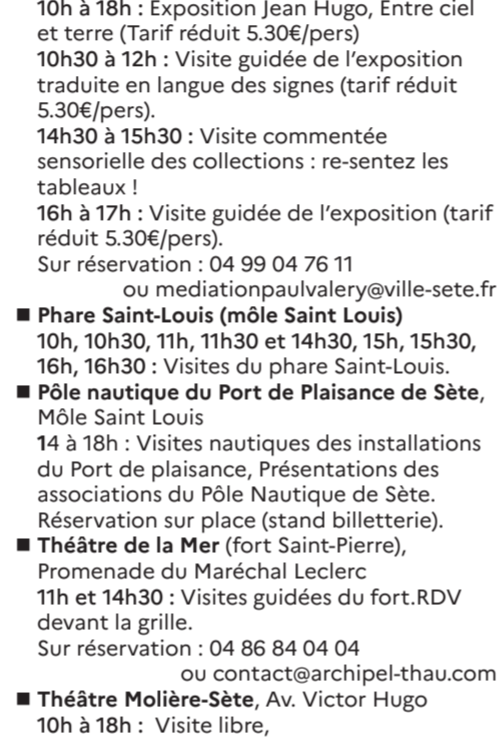 10h à 18h : Exposition Jean Hugo, Entre ciel
et terre (Tarif réduit 5.30€/pers)
10h30 à 12h : Visite guidée de l'exposition
traduite en langue des signes (tarif réduit
5.30€/pers).
14h30 à 15h30 : Visite commentée
sensorielle des collections : re-sentez les
tableaux !
16h à 17h : Visite guidée de l'exposition (tarif
réduit 5.30€/pers).
Sur réservation : 04 99 04 76 11
ou mediationpaulvalery@ville-sete.fr
■ Phare Saint-Louis (môle Saint Louis)
10h, 10h30, 11h, 11h30 et 14h30, 15h, 15h30,
16h, 16h30 : Visites du phare Saint-Louis.
■ Pôle nautique du Port de Plaisance de Sète,
Môle Saint Louis
14 à 18h : Visites nautiques des installations
du Port de plaisance, Présentations des
associations du Pôle Nautique de Sète.
Réservation sur place (stand billetterie).
■ Théâtre de la Mer (fort Saint-Pierre),
Promenade du Maréchal Leclerc
11h et 14h30 : Visites guidées du fort.RDV
devant la grille.
Sur réservation : 04 86 84 04 04
ou contact@archipel-thau.com
■ Théâtre Molière-Sète, Av. Victor Hugo
10h à 18h : Visite libre,